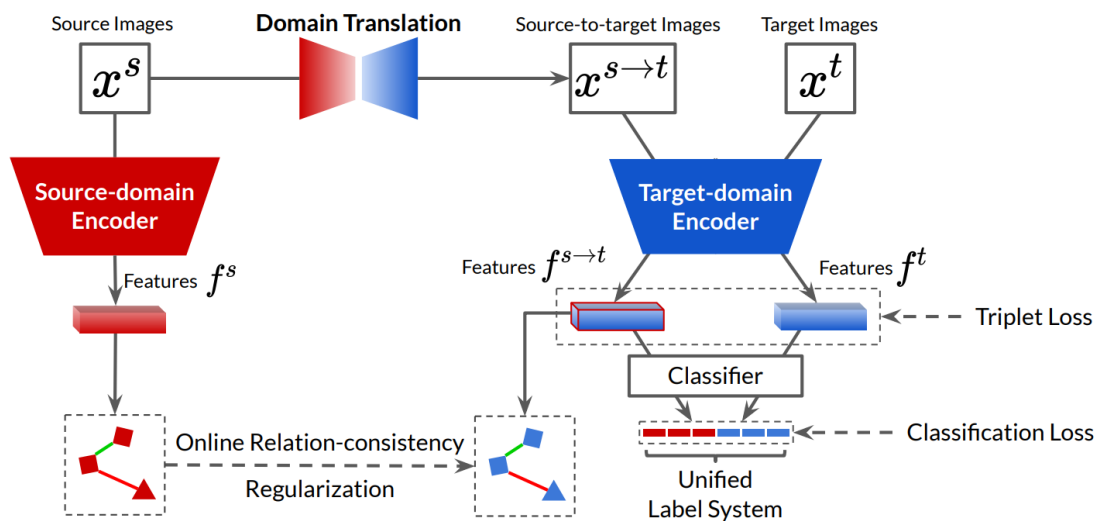 Source Images
Domain Translation
Source-to-target Images
Target Images
x^s
x^{s→t}
x^t
Source-domain
Encoder
Target-domain
Encoder
Features f^s
Features f^{s→t}
Features f^t
Triplet Loss
Classifier
Online Relation-consistency
Regularization
Classification Loss
Unified
Label System